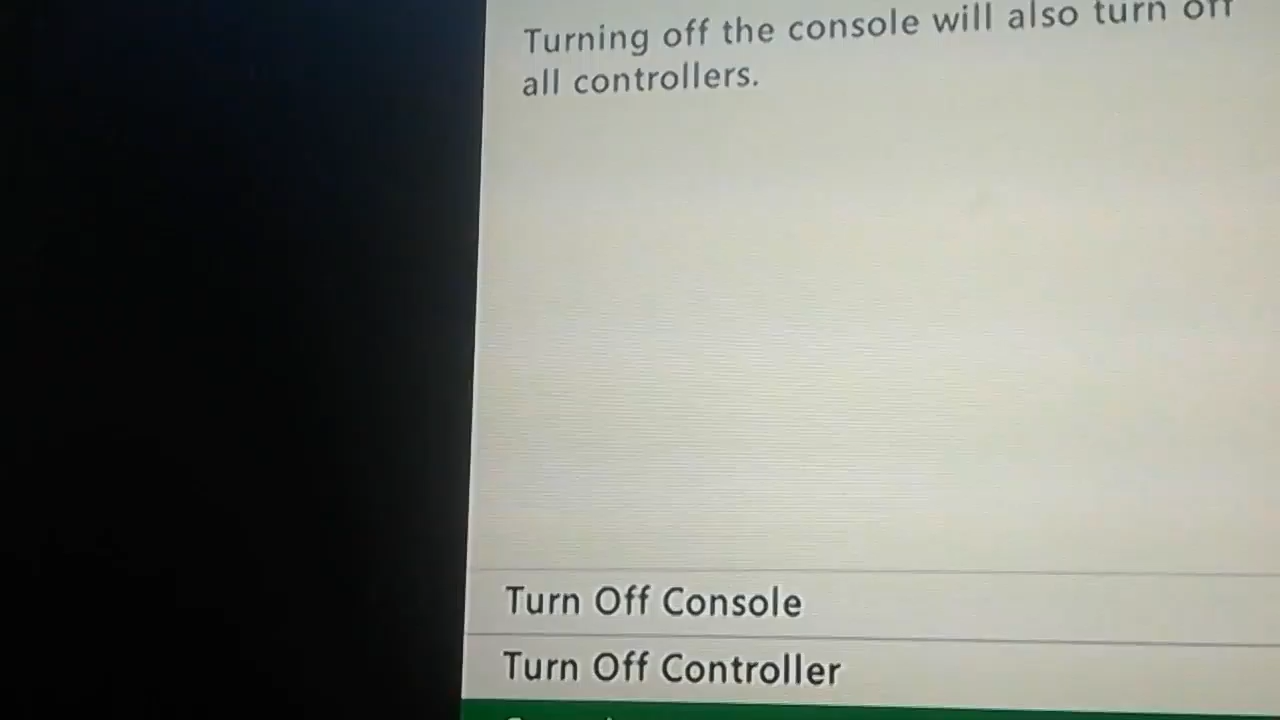 Turning off the console will also turn off
all controllers.
Turn Off Console
Turn Off Controller